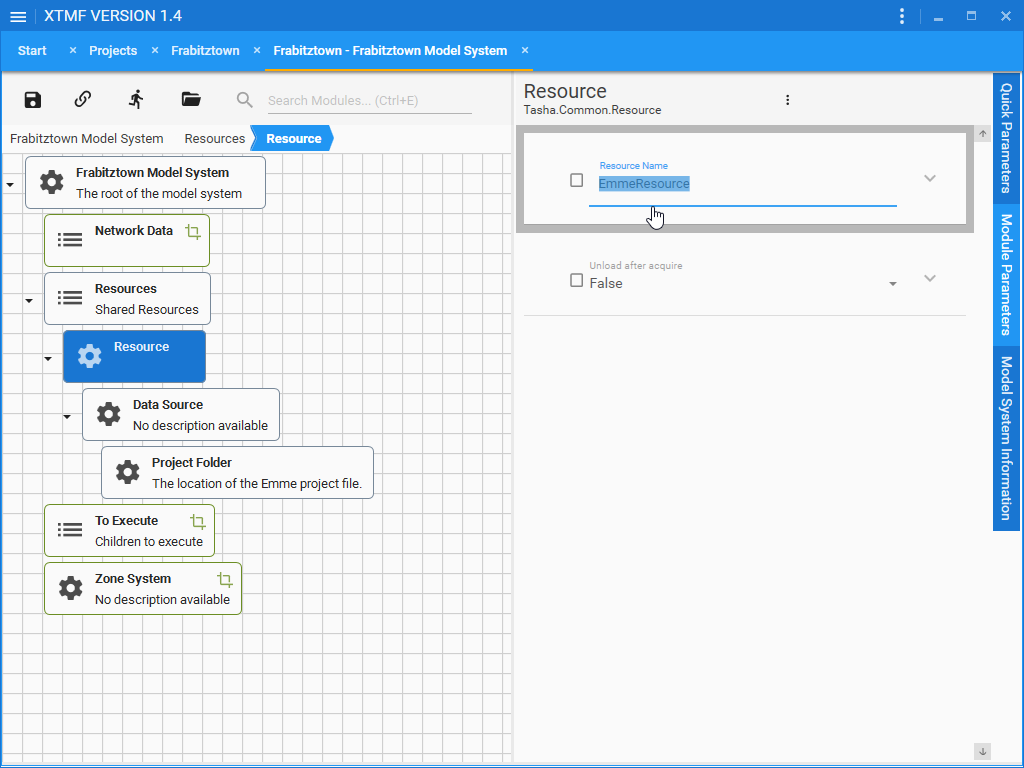 XTMF VERSION 1.4
Start × Projects × Frabitztown × Frabitztown - Frabitztown Model System ×
Search Modules... (Ctrl+E)
Frabitztown Model System Resources Resource
Frabitztown Model System
The root of the model system
Network Data
Resources
Shared Resources
Resource
Data Source
No description available
Project Folder
The location of the Emme project file.
To Execute
Children to execute
Zone System
No description available
Resource
Tasha.Common.Resource
Resource Name
EmmeResource
Unload after acquire
False
Quick Parameters
Module Parameters
Model System Information